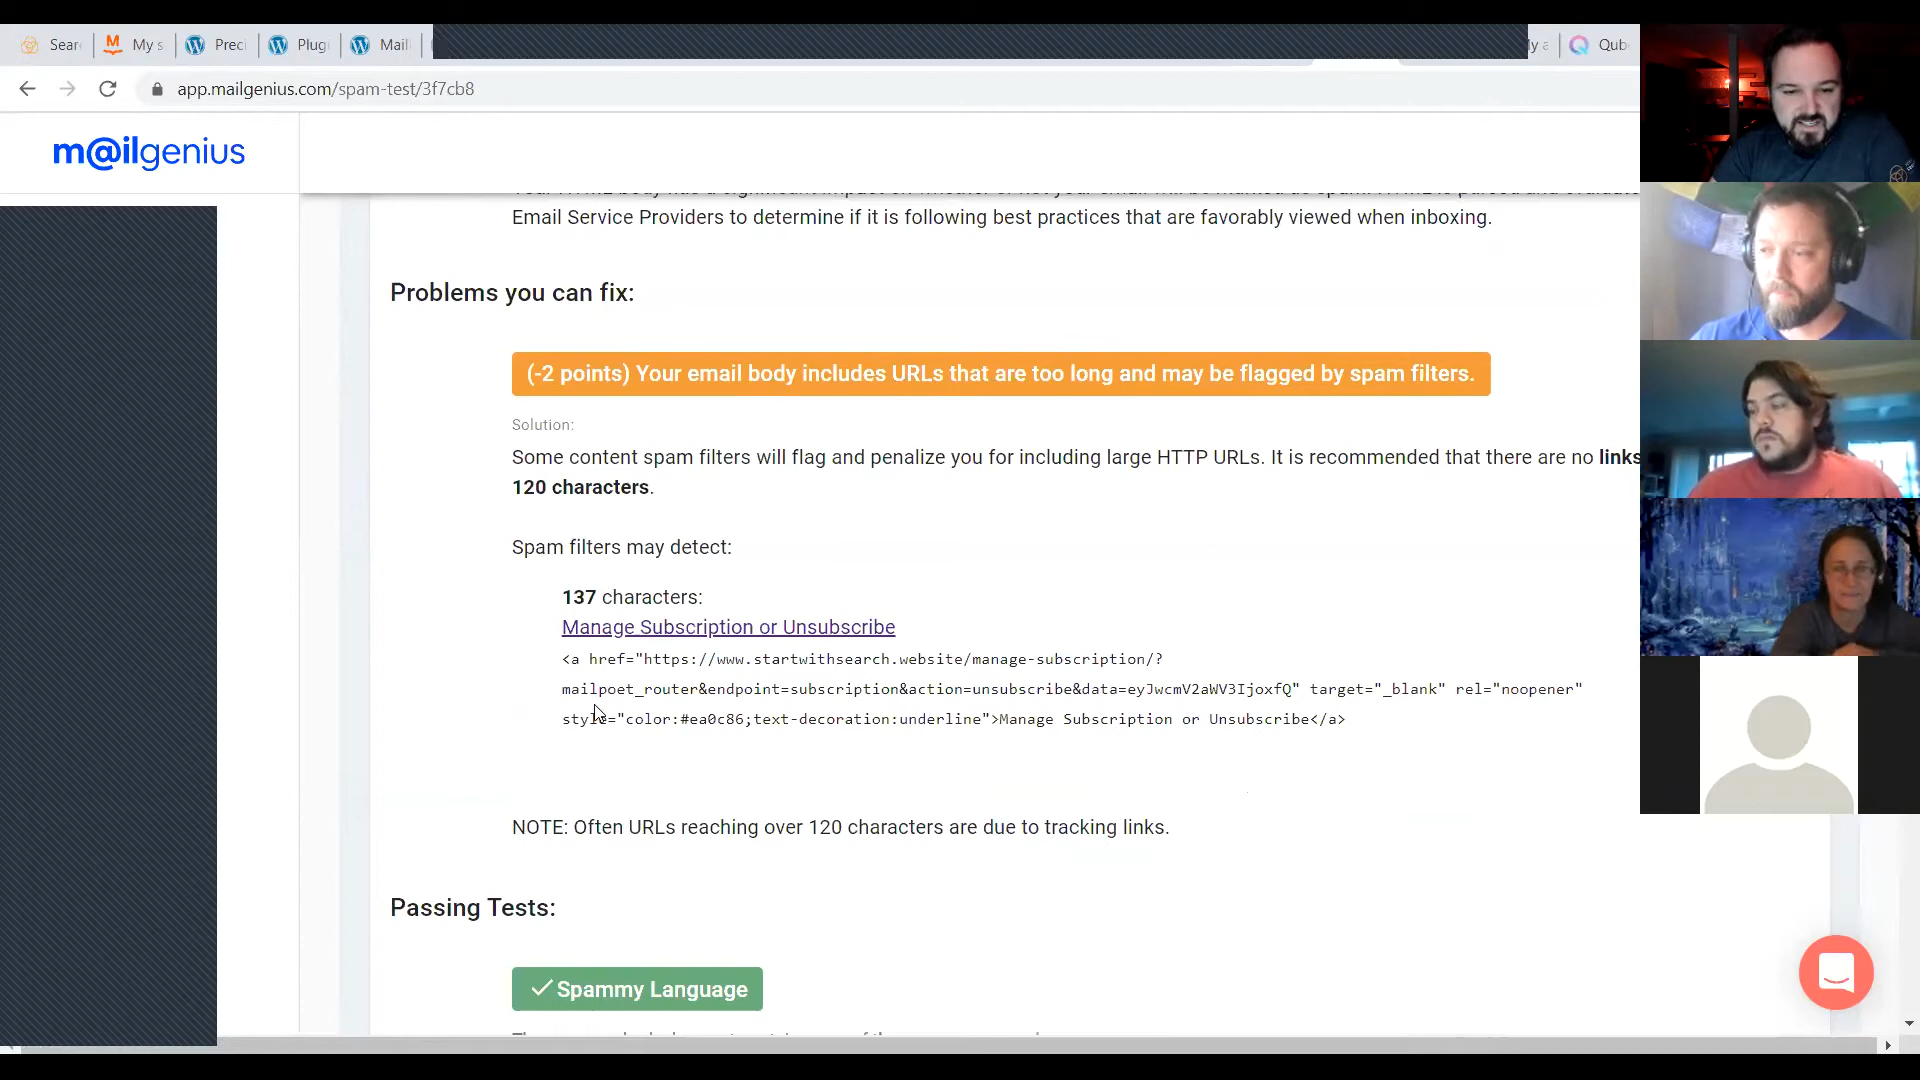 Sear
My s
Preci
Plugi
Mail
ly a
Qub
app.mailgenius.com/spam-test/3f7cb8
m@ilgenius
Email Service Providers to determine if it is following best practices that are favorably viewed when inboxing.
Problems you can fix:
(-2 points) Your email body includes URLs that are too long and may be flagged by spam filters.
Solution:
Some content spam filters will flag and penalize you for including large HTTP URLs. It is recommended that there are no links
120 characters.
Spam filters may detect:
137 characters:
Manage Subscription or Unsubscribe
<a href="https://www.startwithsearch.website/manage-subscription/?
mailpoet_router&endpoint=subscription&action=unsubscribe&data=eyJwcmV2aWV3IjoxfQ" target="_blank" rel="noopener"
style="color:#ea0c86;text-decoration:underline">Manage Subscription or Unsubscribe</a>
NOTE: Often URLs reaching over 120 characters are due to tracking links.
Passing Tests:
Spammy Language